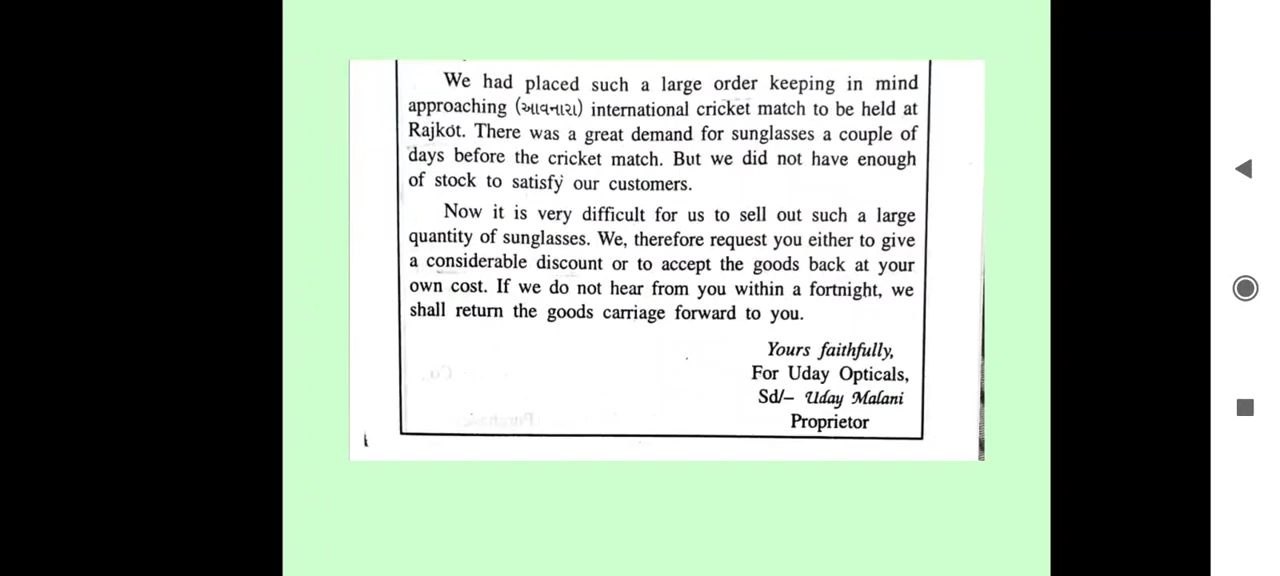 We had placed such a large order keeping in mind
approaching (આવનારા) international cricket match to be held at
Rajkot. There was a great demand for sunglasses a couple of
days before the cricket match. But we did not have enough
of stock to satisfy our customers.
Now it is very difficult for us to sell out such a large
quantity of sunglasses. We, therefore request you either to give
a considerable discount or to accept the goods back at your
own cost. If we do not hear from you within a fortnight, we
shall return the goods carriage forward to you.
Yours faithfully,
For Uday Opticals,
Sd/– Uday Malani
Proprietor